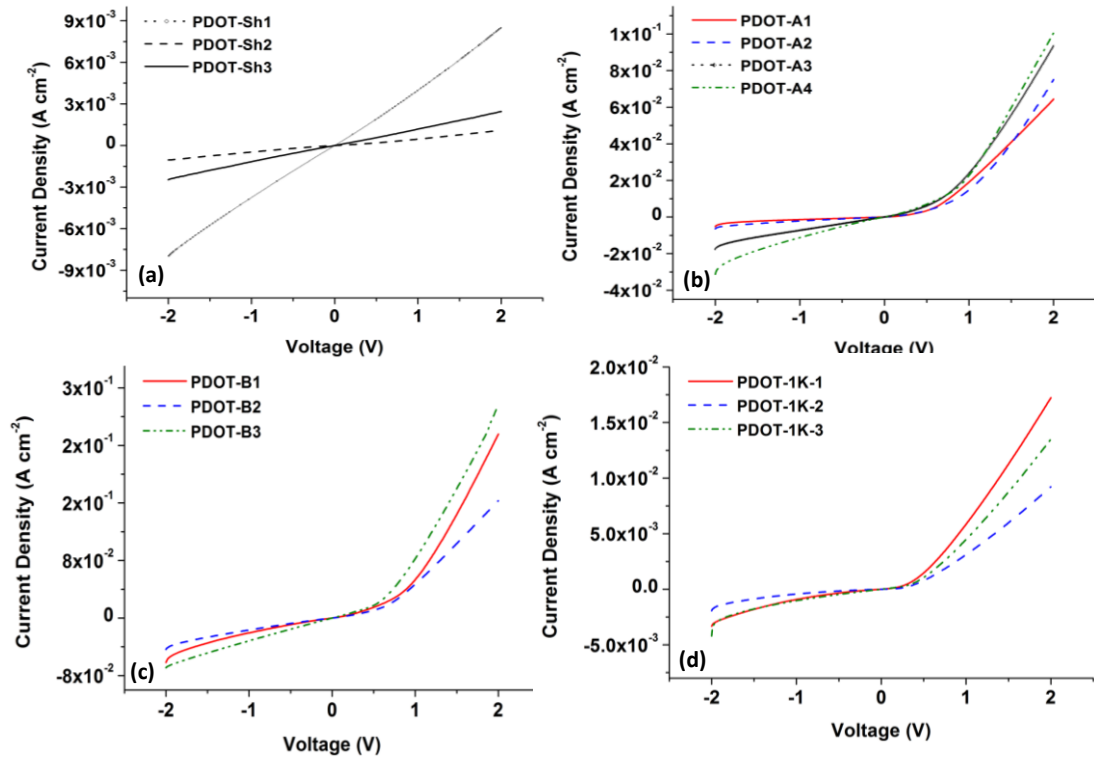 9x10⁻³
6x10⁻³
3x10⁻³
0
-3x10⁻³
-6x10⁻³
-9x10⁻³
Current Density (A cm⁻²)
PDOT-Sh1
PDOT-Sh2
PDOT-Sh3
(a)
-2 -1 0 1 2
Voltage (V)
1x10⁻¹
8x10⁻²
6x10⁻²
4x10⁻²
2x10⁻²
0
-2x10⁻²
-4x10⁻²
Current Density (A cm⁻²)
PDOT-A1
PDOT-A2
PDOT-A3
PDOT-A4
(b)
-2 -1 0 1 2
Voltage (V)
3x10⁻¹
2x10⁻¹
2x10⁻¹
8x10⁻²
0
-8x10⁻²
Current Density (A cm⁻²)
PDOT-B1
PDOT-B2
PDOT-B3
(c)
-2 -1 0 1 2
Voltage (V)
2.0x10⁻²
1.5x10⁻²
1.0x10⁻²
5.0x10⁻³
0.0
-5.0x10⁻³
Current Density (A cm⁻²)
PDOT-1K-1
PDOT-1K-2
PDOT-1K-3
(d)
-2 -1 0 1 2
Voltage (V)